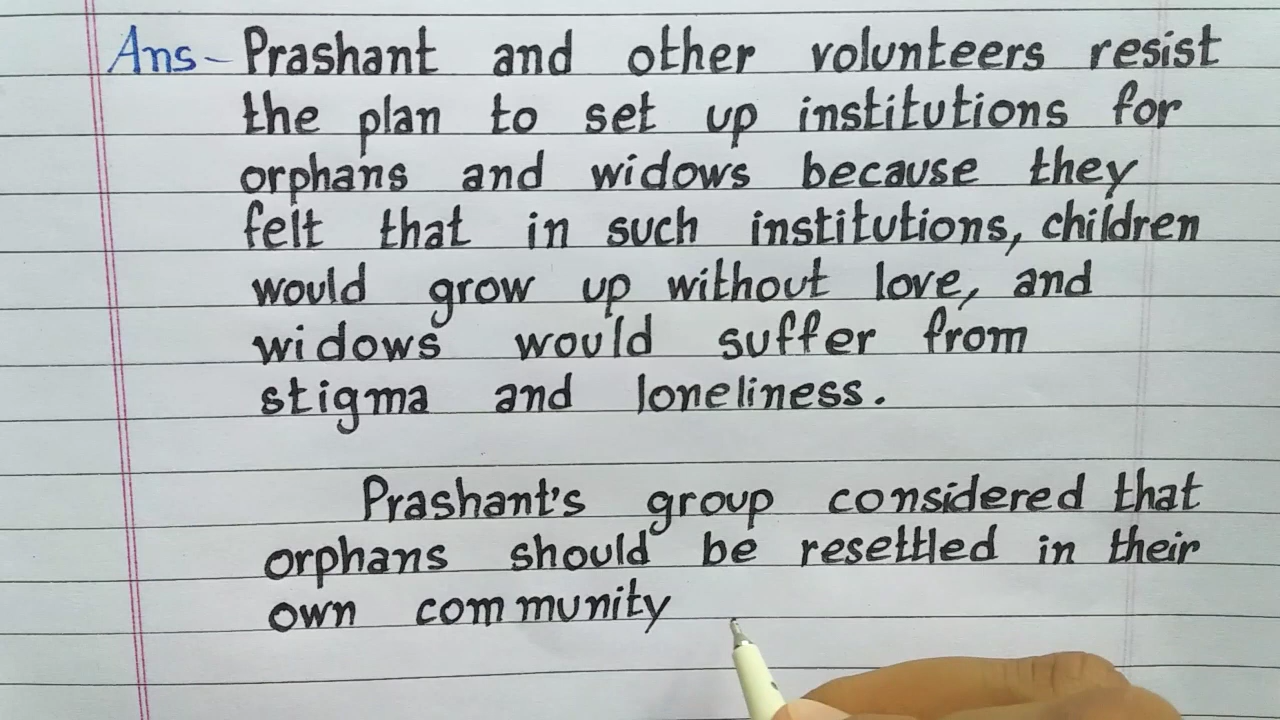 Ans- Prashant and other volunteers resist
the plan to set up institutions for
orphans and widows because they
felt that in such institutions, children
would grow up without love, and
widows would suffer from
stigma and loneliness.
Prashant's group considered that
orphans should be resettled in their
own community